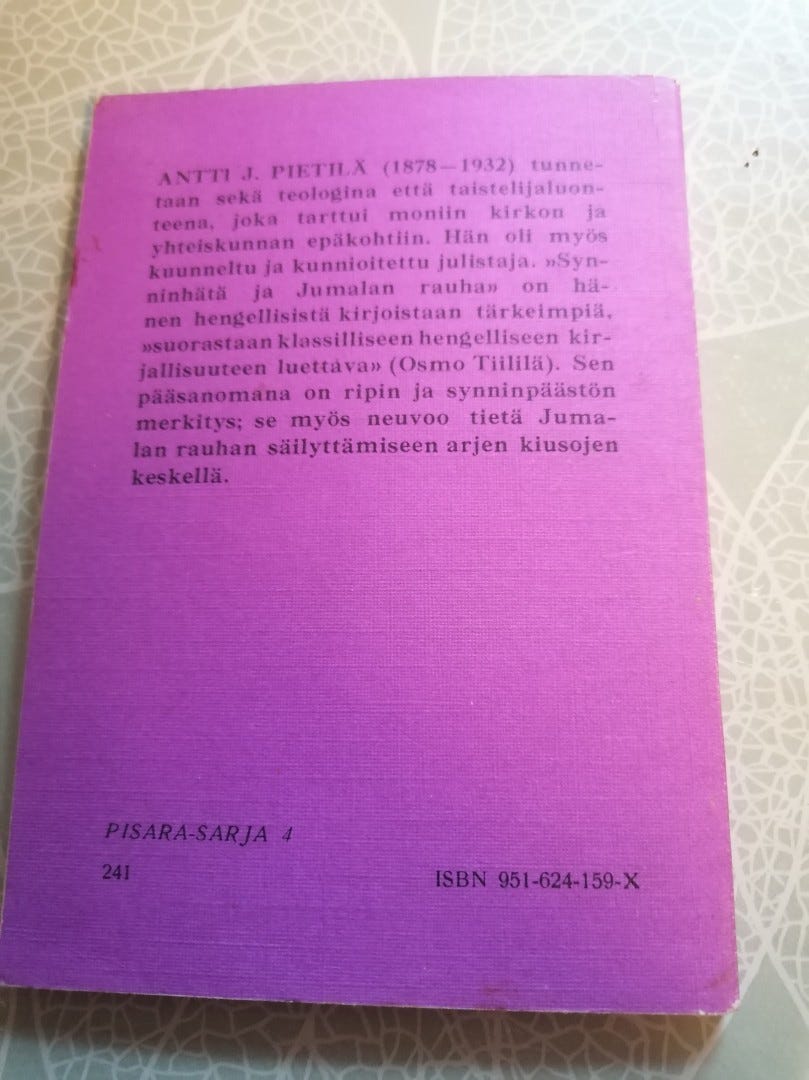 ANTTI J. PIETILÄ (1878—1932) tunne-
taan sekä teologina että taistelijaluon-
teena, joka tarttui moniin kirkon ja
yhteiskunnan epäkohtiin. Hän oli myös
kuunneltu ja kunnioitettu julistaja. »Syn-
ninhätä ja Jumalan rauha» on hä-
nen hengellisistä kirjoistaan tärkeimpiä,
»suorastaan klassilliseen hengelliseen kir-
jallisuuteen luettava» (Osmo Tiililä). Sen
pääsanomana on ripin ja synninpäästön
merkitys; se myös neuvoo tietä Juma-
lan rauhan säilyttämiseen arjen kiusojen
keskellä.
PISARA-SARJA 4
241
ISBN 951-624-159-X